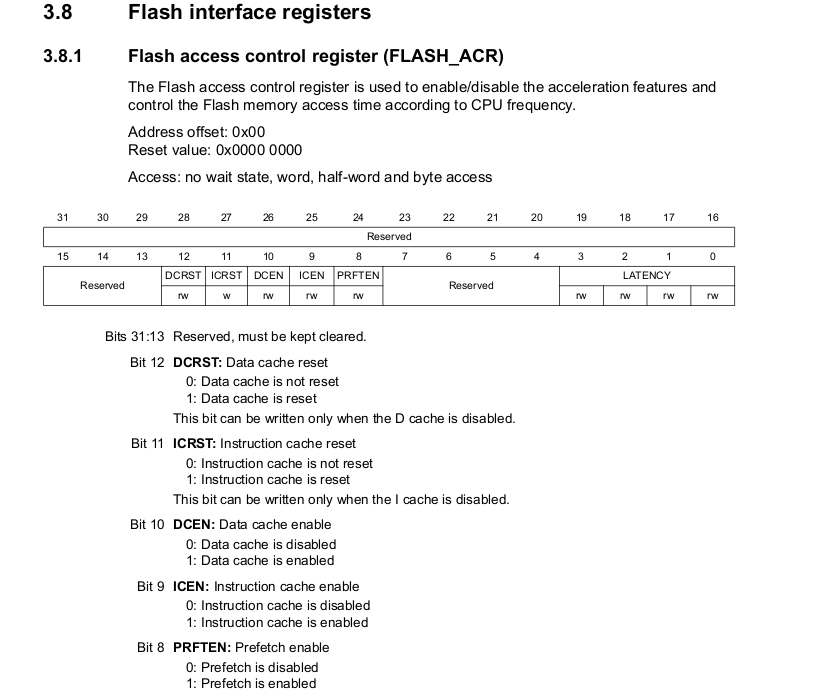 3.8 Flash interface registers
3.8.1 Flash access control register (FLASH_ACR)
The Flash access control register is used to enable/disable the acceleration features and
control the Flash memory access time according to CPU frequency.
Address offset: 0x00
Reset value: 0x0000 0000
Access: no wait state, word, half-word and byte access
31 30 29 28 27 26 25 24 23 22 21 20 19 18 17 16
Reserved
15 14 13 12 11 10 9 8 7 6 5 4 3 2 1 0
Reserved DCRST ICRST DCEN ICEN PRFTEN Reserved LATENCY
rw w rw rw rw rw rw rw rw
Bits 31:13 Reserved, must be kept cleared.
Bit 12 DCRST: Data cache reset
0: Data cache is not reset
1: Data cache is reset
This bit can be written only when the D cache is disabled.
Bit 11 ICRST: Instruction cache reset
0: Instruction cache is not reset
1: Instruction cache is reset
This bit can be written only when the I cache is disabled.
Bit 10 DCEN: Data cache enable
0: Data cache is disabled
1: Data cache is enabled
Bit 9 ICEN: Instruction cache enable
0: Instruction cache is disabled
1: Instruction cache is enabled
Bit 8 PRFTEN: Prefetch enable
0: Prefetch is disabled
1: Prefetch is enabled